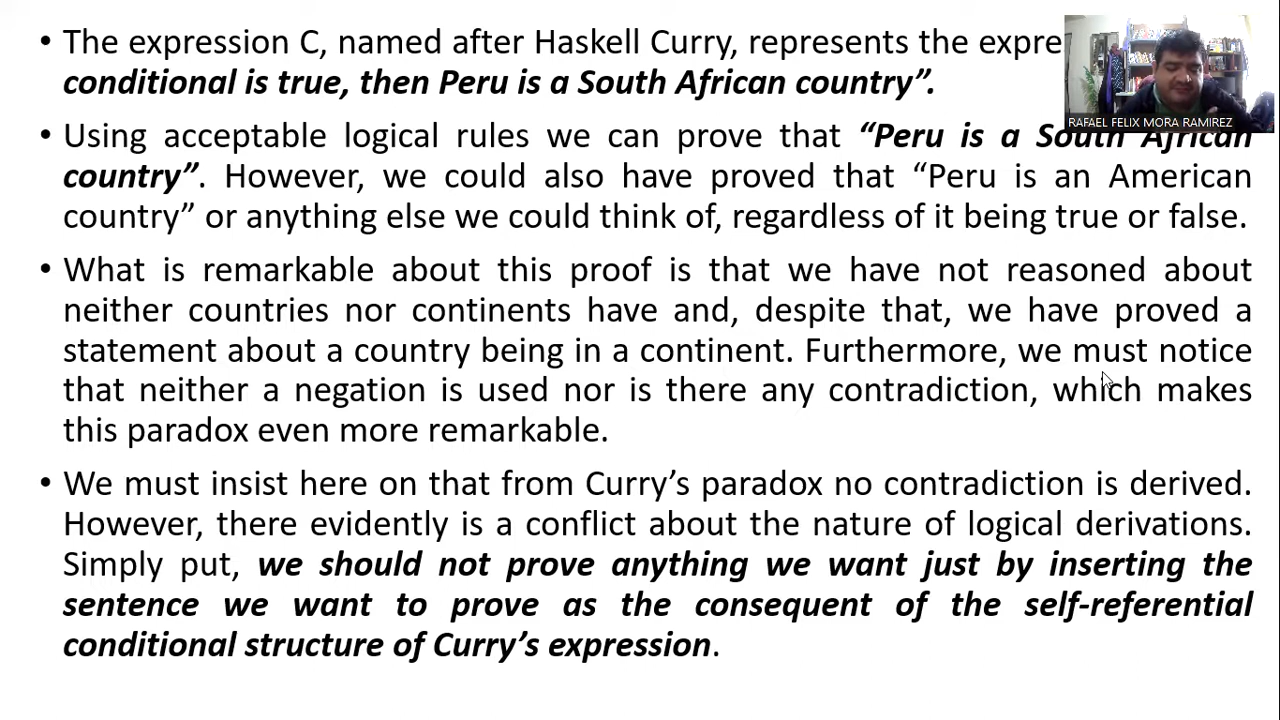 • The expression C, named after Haskell Curry, represents the expre
conditional is true, then Peru is a South African country”.
RAFAEL FELIX MORA RAMIREZ
• Using acceptable logical rules we can prove that “Peru is a South African
country”. However, we could also have proved that “Peru is an American
country” or anything else we could think of, regardless of it being true or false.
• What is remarkable about this proof is that we have not reasoned about
neither countries nor continents have and, despite that, we have proved a
statement about a country being in a continent. Furthermore, we must notice
that neither a negation is used nor is there any contradiction, which makes
this paradox even more remarkable.
• We must insist here on that from Curry’s paradox no contradiction is derived.
However, there evidently is a conflict about the nature of logical derivations.
Simply put, we should not prove anything we want just by inserting the
sentence we want to prove as the consequent of the self-referential
conditional structure of Curry’s expression.